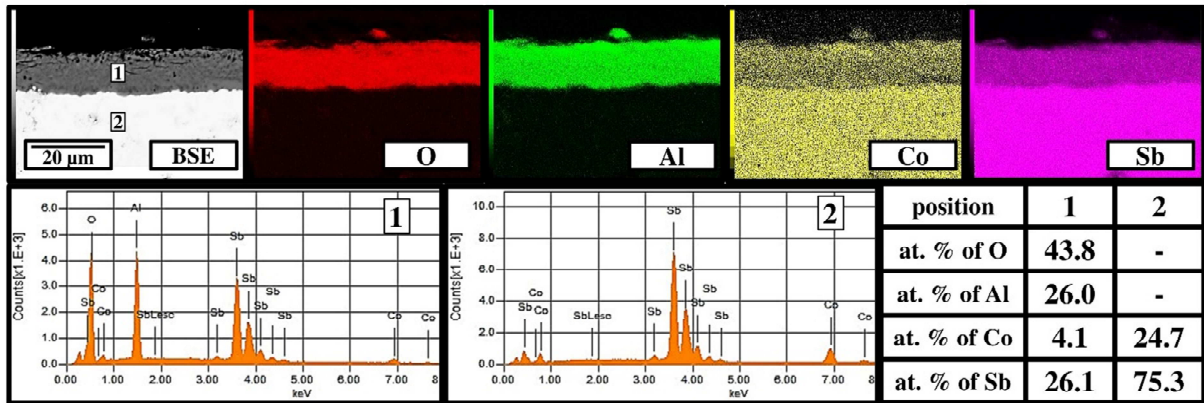 1
2
20 µm
BSE
O
Al
Co
Sb
Counts[x1.E+3]
6.0
5.0
4.0
3.0
2.0
1.0
0.0
O
Al
Co
Sb
Co
SbLesc
Sb
Sb
Sb
Sb
Sb
Sb
Co
Co
1
0.00 1.00 2.00 3.00 4.00 5.00 6.00 7.00 8
keV
Counts[x1.E+3]
10.0
8.0
6.0
4.0
2.0
0.0
Sb
Co
Co
SbLesc
Sb
Sb
Sb
Sb
Sb
Sb
Co
Co
2
0.00 1.00 2.00 3.00 4.00 5.00 6.00 7.00 8
keV
position 1 2
at. % of O 43.8 -
at. % of Al 26.0 -
at. % of Co 4.1 24.7
at. % of Sb 26.1 75.3